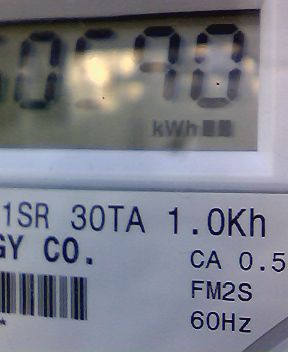 kWh
1SR 30TA 1.0Kh
GY CO.
CA 0.5
FM2S
60Hz